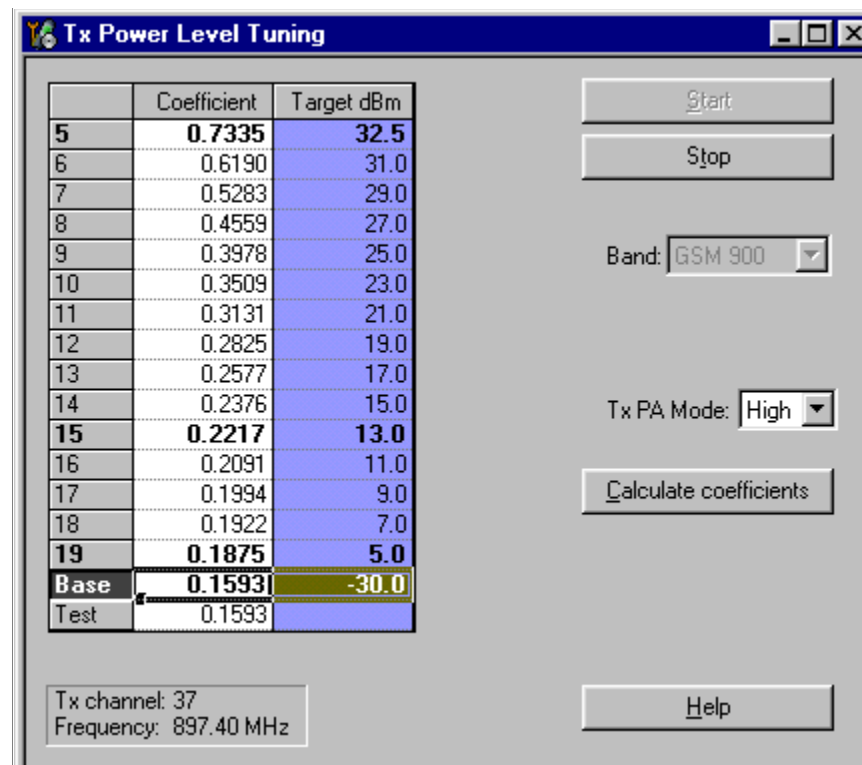 Tx Power Level Tuning
Coefficient Target dBm
5 0.7335 32.5
6 0.6190 31.0
7 0.5283 29.0
8 0.4559 27.0
9 0.3978 25.0
10 0.3509 23.0
11 0.3131 21.0
12 0.2825 19.0
13 0.2577 17.0
14 0.2376 15.0
15 0.2217 13.0
16 0.2091 11.0
17 0.1994 9.0
18 0.1922 7.0
19 0.1875 5.0
Base 0.1593 -30.0
Test 0.1593
Start
Stop
Band: GSM 900
Tx PA Mode: High
Calculate coefficients
Tx channel: 37
Frequency: 897.40 MHz
Help